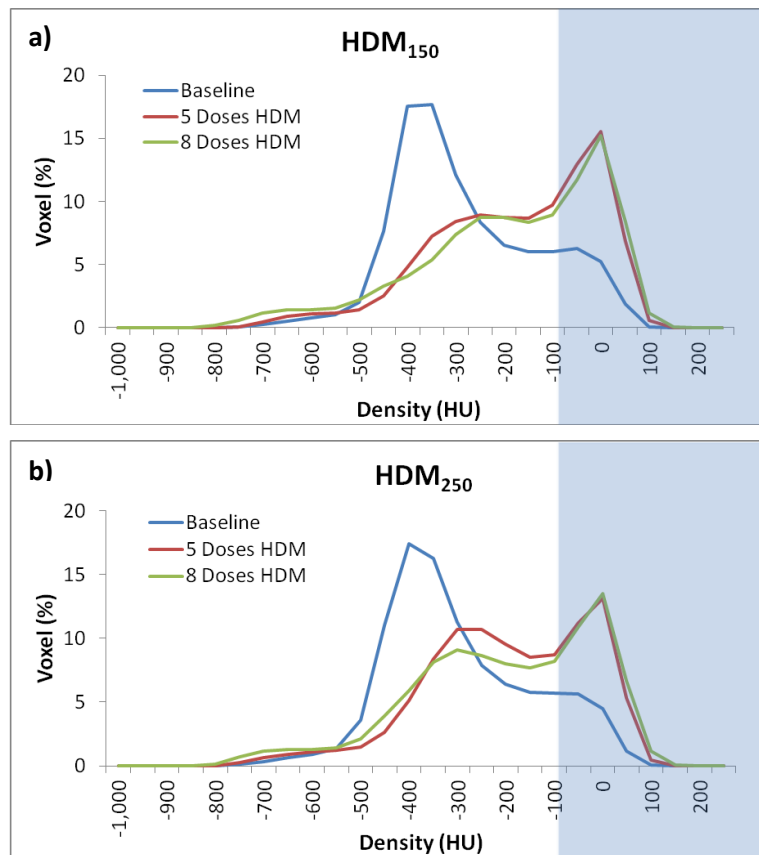 a)
HDM₁₅₀
Baseline
5 Doses HDM
8 Doses HDM
Voxel (%)
20
15
10
5
0
-1,000
-900
-800
-700
-600
-500
-400
-300
-200
-100
0
100
200
Density (HU)
b)
HDM₂₅₀
Baseline
5 Doses HDM
8 Doses HDM
Voxel (%)
20
15
10
5
0
-1,000
-900
-800
-700
-600
-500
-400
-300
-200
-100
0
100
200
Density (HU)